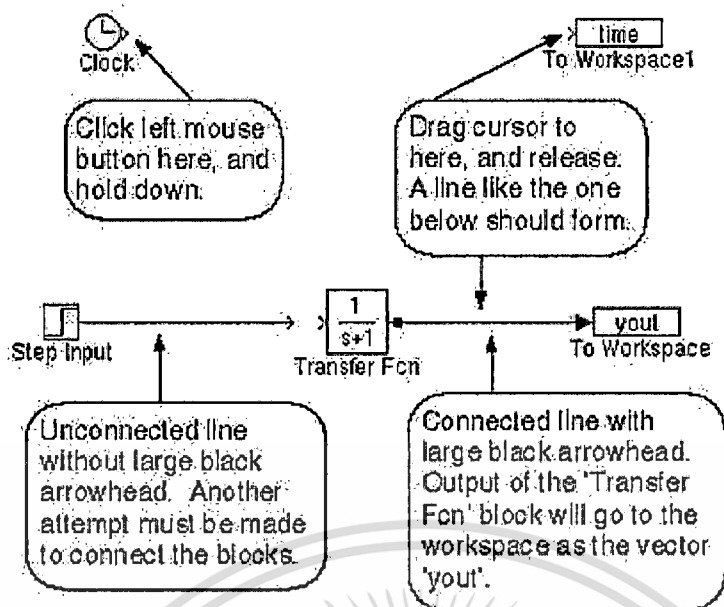 Clock
time
To Workspace1
Click left mouse
button here, and
hold down.
Drag cursor to
here, and release.
A line like the one
below should form.
Step Input
1
s+1
Transfer Fcn
yout
To Workspace
Unconnected line
without large black
arrowhead. Another
attempt must be made
to connect the blocks.
Connected line with
large black arrowhead.
Output of the 'Transfer
Fcn' block will go to the
workspace as the vector
'yout'.